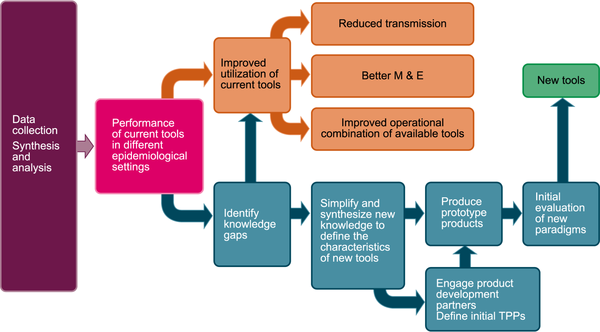 Data
collection
Synthesis
and
analysis
Performance
of current tools
in different
epidemiological
settings
Improved
utilization of
current tools
Reduced transmission
Better M & E
Improved operational
combination of available tools
New tools
Identify
knowledge
gaps
Simplify and
synthesize new
knowledge to
define the
characteristics
of new tools
Produce
prototype
products
Initial
evaluation
of new
paradigms
Engage product
development
partners
Define initial TPPs